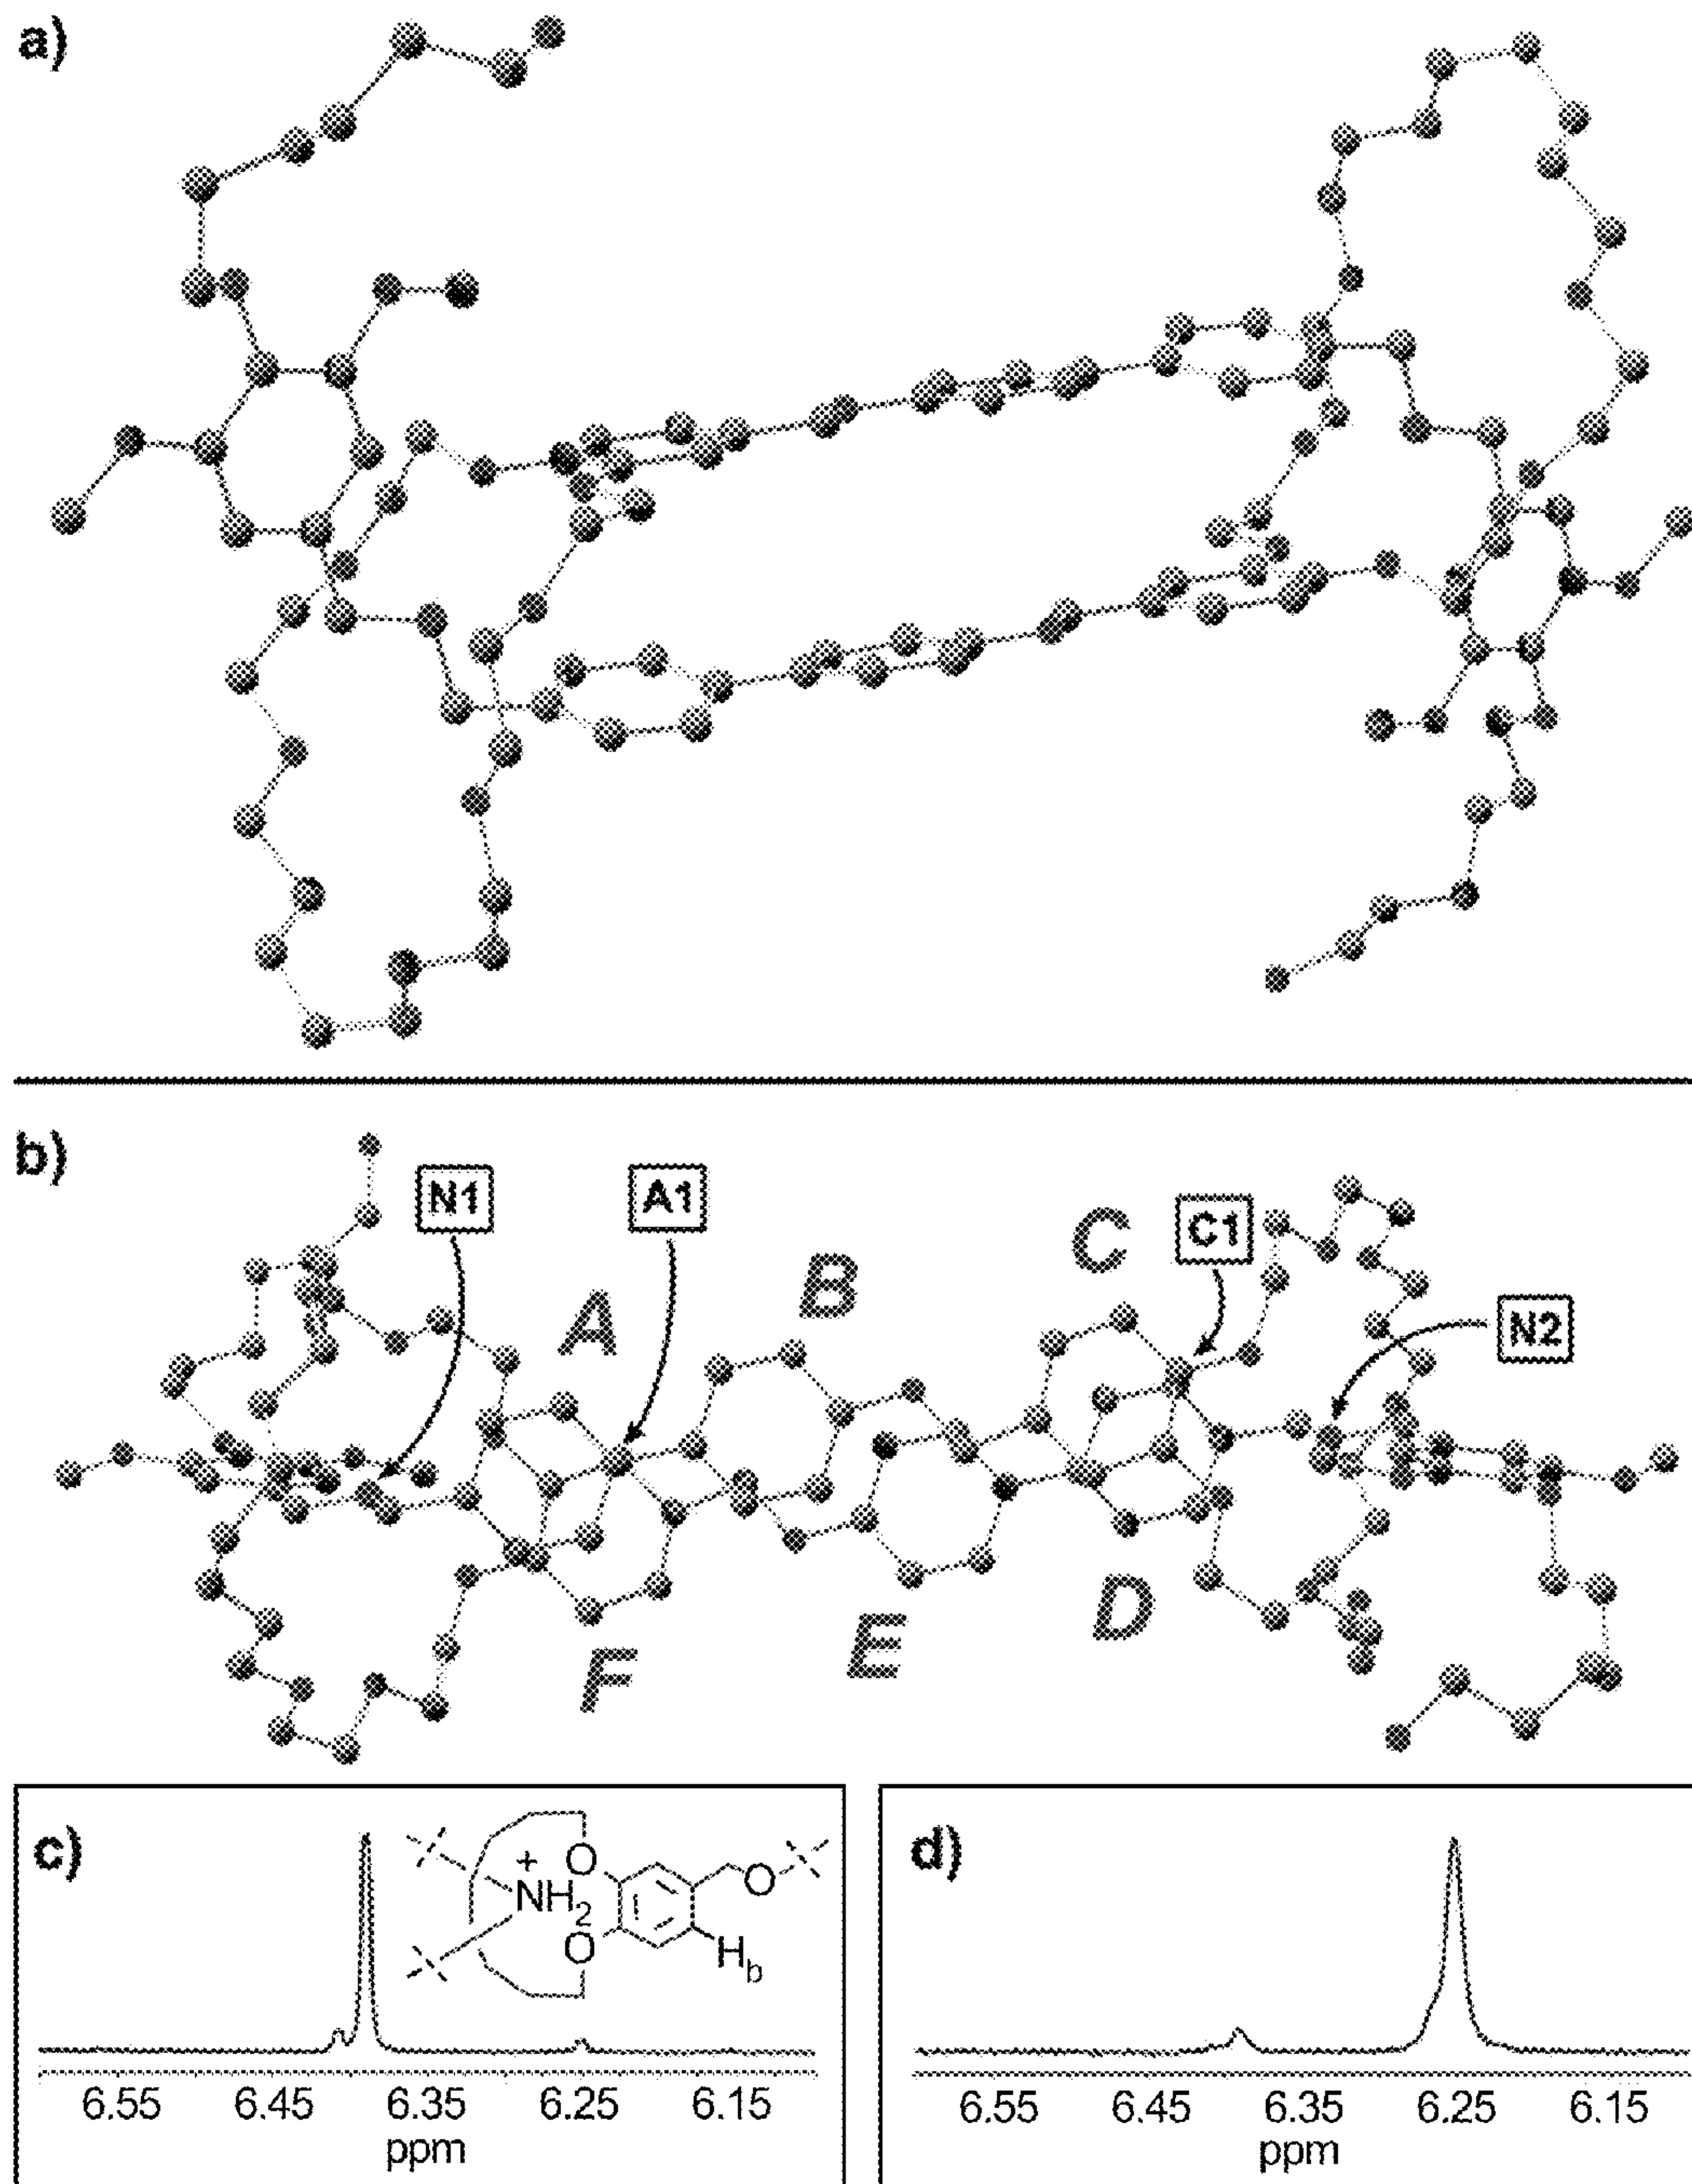 a)
b)
N1
A1
C
C1
B
N2
A
D
E
F
c)
+
NH2
O
O
O
Hb
6.55 6.45 6.35 6.25 6.15
ppm
d)
6.55 6.45 6.35 6.25 6.15
ppm